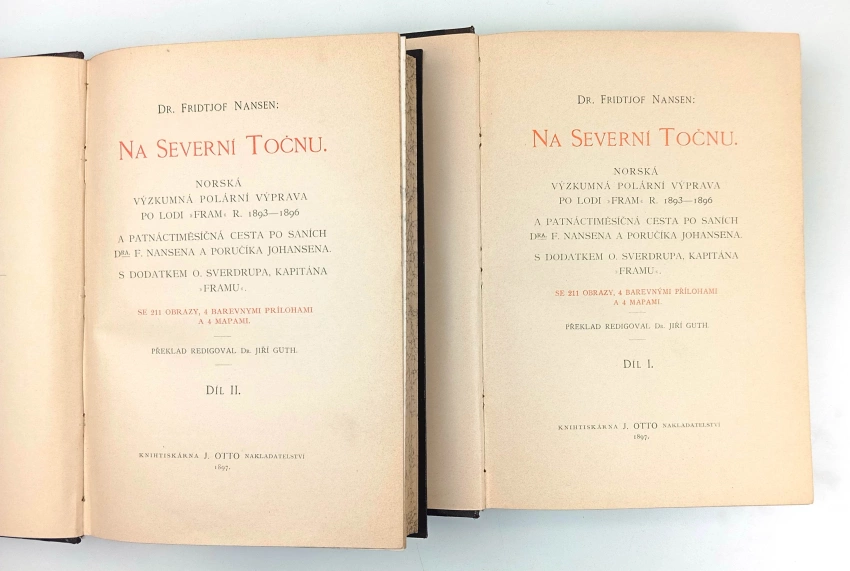 DR. FRIDTJOF NANSEN:
NA SEVERNÍ TOČNU.
NORSKÁ
VÝZKUMNÁ POLÁRNÍ VÝPRAVA
PO LODI »FRAM« R. 1893—1896
A PATNÁCTIMĚSÍČNÁ CESTA PO SANÍCH
DRA. F. NANSENA A PORUČÍKA JOHANSENA.
S DODATKEM O. SVERDRUPA, KAPITÁNA
»FRAMU«.
SE 211 OBRAZY, 4 BAREVNÝMI PŘÍLOHAMI
A 4 MAPAMI.
PŘEKLAD REDIGOVAL DR. JIŘÍ GUTH.
DÍL II.
KNIHTISKÁRNA J. OTTO NAKLADATELSTVÍ
1897.
DR. FRIDTJOF NANSEN:
NA SEVERNÍ TOČNU.
NORSKÁ
VÝZKUMNÁ POLÁRNÍ VÝPRAVA
PO LODI »FRAM« R. 1893—1896
A PATNÁCTIMĚSÍČNÁ CESTA PO SANÍCH
DRA. F. NANSENA A PORUČÍKA JOHANSENA.
S DODATKEM O. SVERDRUPA, KAPITÁNA
»FRAMU«.
SE 211 OBRAZY, 4 BAREVNÝMI PŘÍLOHAMI
A 4 MAPAMI.
PŘEKLAD REDIGOVAL DR. JIŘÍ GUTH.
DÍL I.
KNIHTISKÁRNA J. OTTO NAKLADATELSTVÍ
1897.